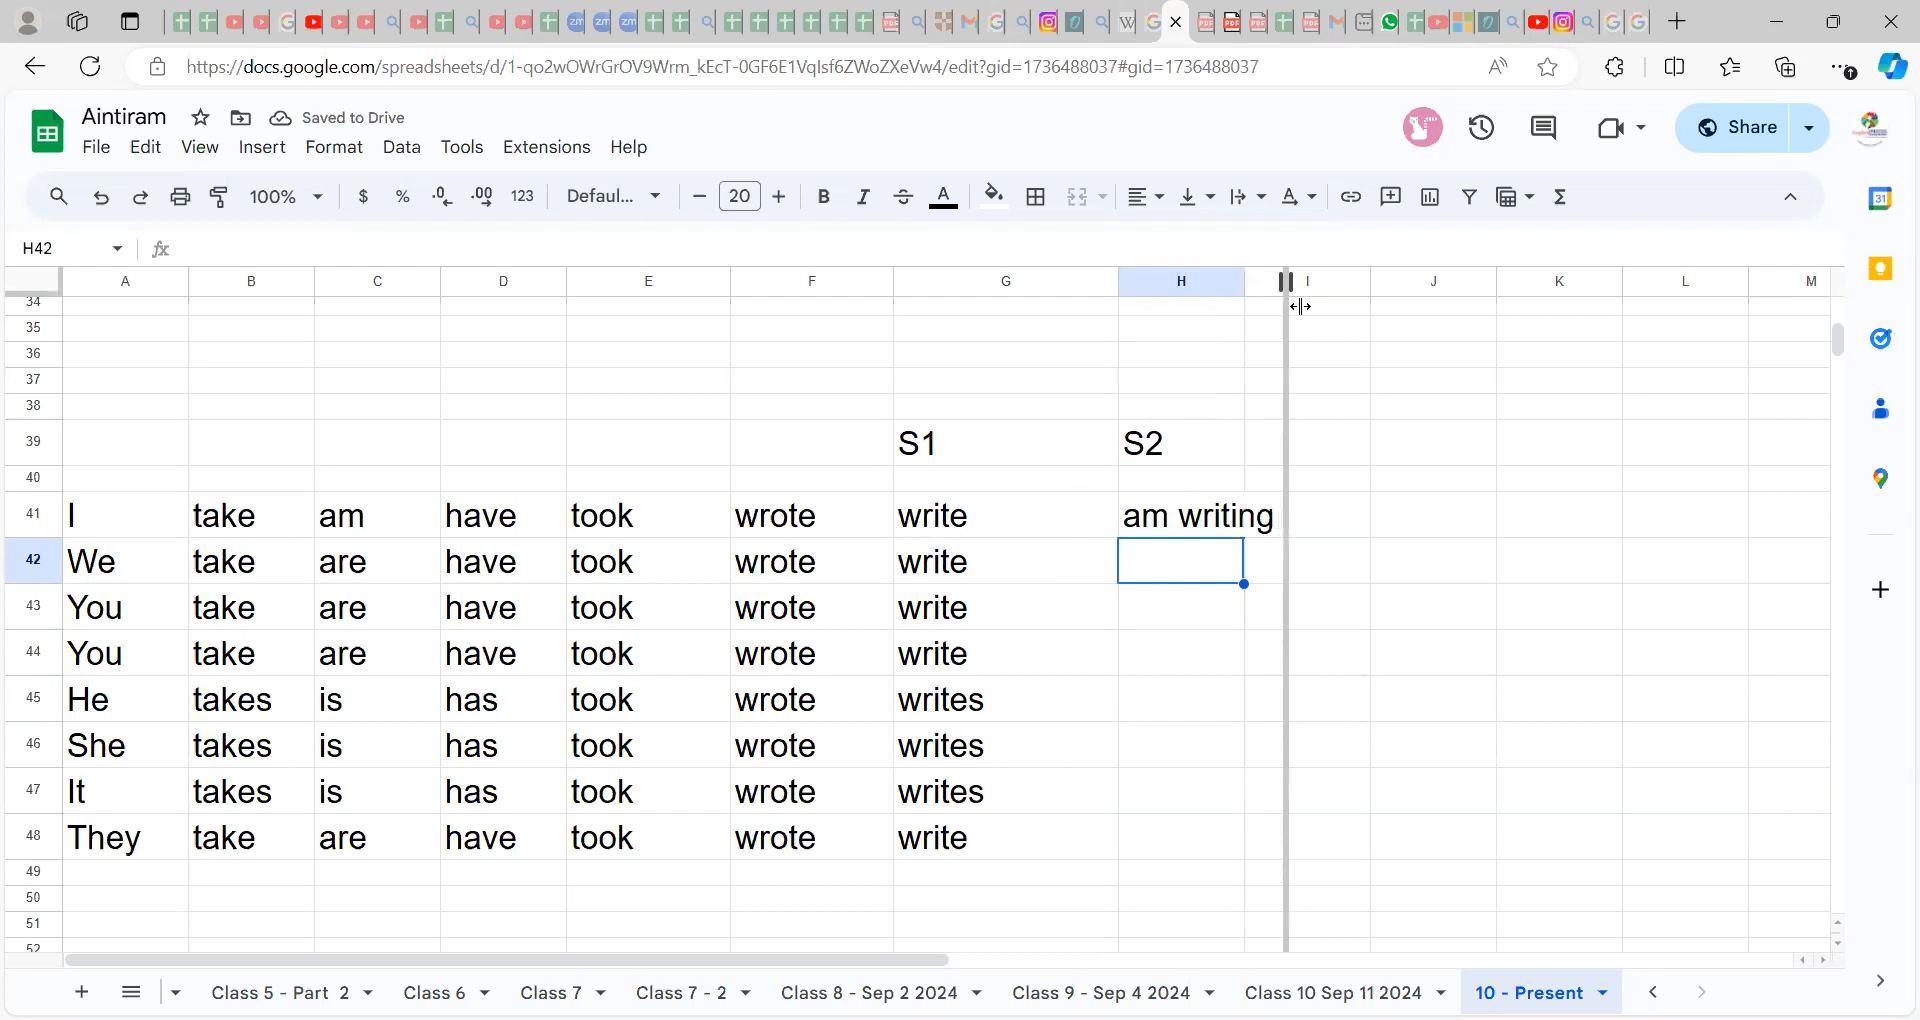 https://docs.google.com/spreadsheets/d/1-qo2wOWrGrOV9Wrm_kEcT-0GF6E1VqIsf6ZWoZXeVw4/edit?gid=1736488037#gid=1736488037
Aintiram Saved to Drive
File Edit View Insert Format Data Tools Extensions Help
Share
100% $ % .0 .00 123 Defaul... 20 B I S A
H42 fx
A B C D E F G H I J K L M
34
35
36
37
38
39 S1 S2
40
41 I take am have took wrote write am writing
42 We take are have took wrote write
43 You take are have took wrote write
44 You take are have took wrote write
45 He takes is has took wrote writes
46 She takes is has took wrote writes
47 It takes is has took wrote writes
48 They take are have took wrote write
49
50
51
52
Class 5 - Part 2 Class 6 Class 7 Class 7 - 2 Class 8 - Sep 2 2024 Class 9 - Sep 4 2024 Class 10 Sep 11 2024 10 - Present